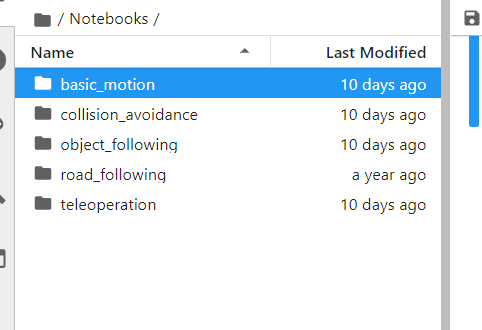 / Notebooks /
Name Last Modified
basic_motion 10 days ago
collision_avoidance 10 days ago
object_following 10 days ago
road_following a year ago
teleoperation 10 days ago